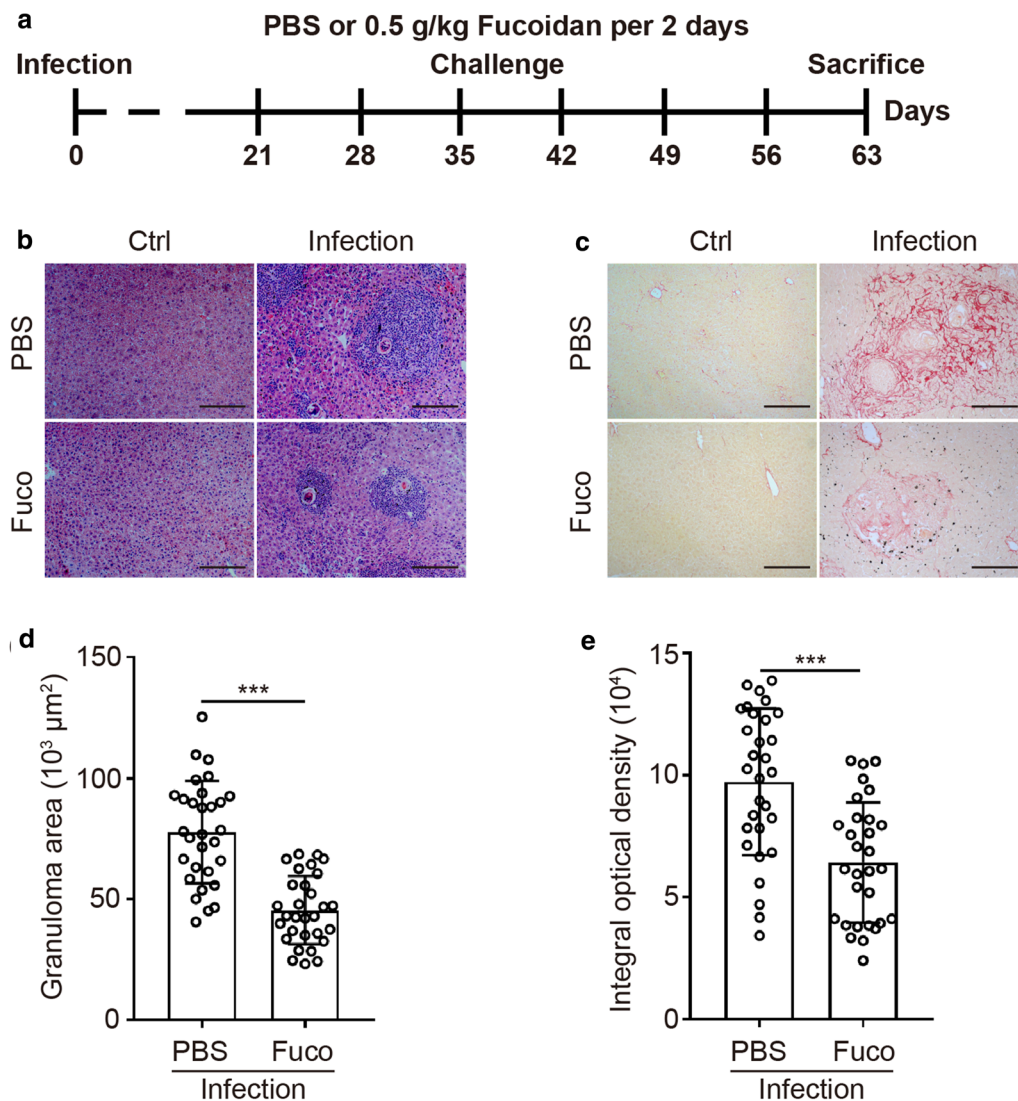 a
PBS or 0.5 g/kg Fucoidan per 2 days
Infection Challenge Sacrifice
Days
0 21 28 35 42 49 56 63
b Ctrl Infection
PBS
Fuco
c Ctrl Infection
PBS
Fuco
d
Granuloma area (10³ µm²)
150
100
50
0
***
PBS Fuco
Infection
e
Integral optical density (10⁴)
15
10
5
0
***
PBS Fuco
Infection